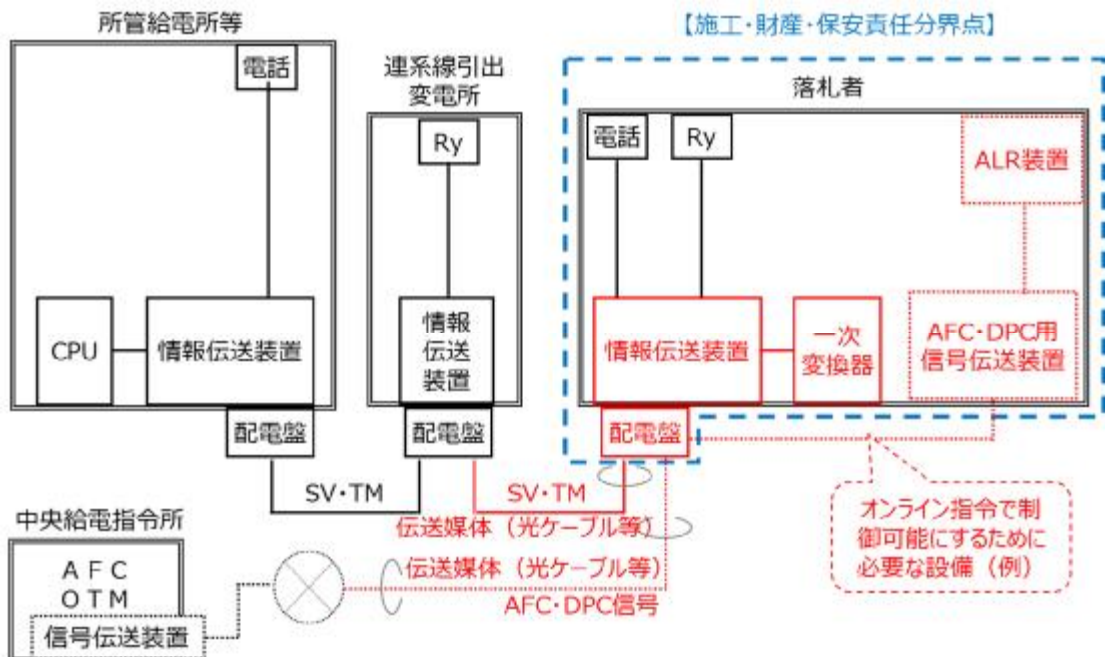 所管給電所等
電話
CPU
情報伝送装置
配電盤
連系線引出
変電所
Ry
情報
伝送
装置
配電盤
【施工・財産・保安責任分界点】
落札者
電話
Ry
ALR装置
情報伝送装置
一次
変換器
AFC・DPC用
信号伝送装置
配電盤
SV・TM
SV・TM
伝送媒体（光ケーブル等）
伝送媒体（光ケーブル等）
AFC・DPC信号
オンライン指令で制
御可能にするために
必要な設備（例）
中央給電指令所
ＡＦＣ
ＯＴＭ
信号伝送装置